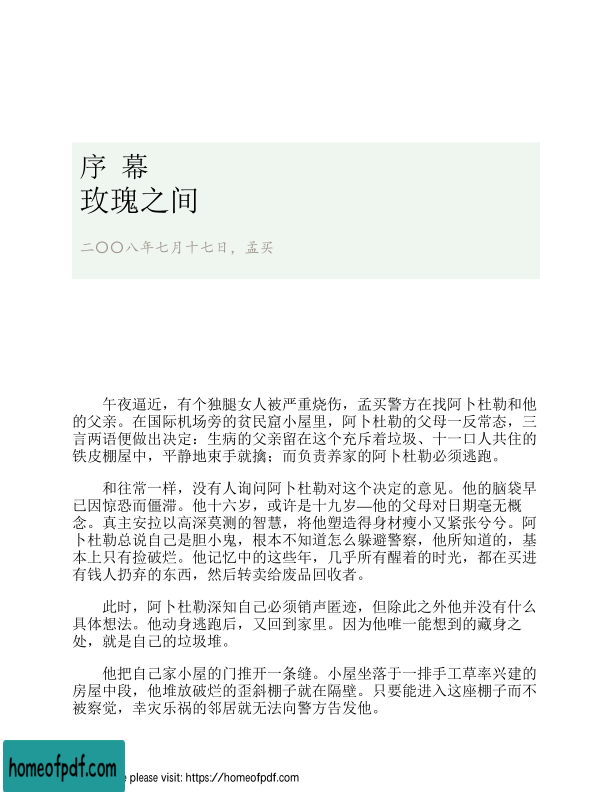 序 幕
玫瑰之间
二〇〇八年七月十七日，孟买
午夜逼近，有个独腿女人被严重烧伤，孟买警方在找阿卜杜勒和他
的父亲。在国际机场旁的贫民窟小屋里，阿卜杜勒的父母一反常态，三
言两语便做出决定：生病的父亲留在这个充斥着垃圾、十一口人共住的
铁皮棚屋中，平静地束手就擒；而负责养家的阿卜杜勒必须逃跑。
和往常一样，没有人询问阿卜杜勒对这个决定的意见。他的脑袋早
已因惊恐而僵滞。他十六岁，或许是十九岁—他的父母对日期毫无概
念。真主安拉以高深莫测的智慧，将他塑造得身材瘦小又紧张兮兮。阿
卜杜勒总说自己是胆小鬼，根本不知道怎么躲避警察，他所知道的，基
本上只有捡破烂。他记忆中的这些年，几乎所有醒着的时光，都在买进
有钱人扔弃的东西，然后转卖给废品回收者。
此时，阿卜杜勒深知自己必须销声匿迹，但除此之外他并没有什么
具体想法。他动身逃跑后，又回到家里。因为他唯一能想到的藏身之
处，就是自己的垃圾堆。
他把自己家小屋的门推开一条缝。小屋坐落于一排手工草率兴建的
房屋中段，他堆放破烂的歪斜棚子就在隔壁。只要能进入这座棚子而不
被察觉，幸灾乐祸的邻居就无法向警方告发他。
homeofpdf.com
e please visit: https://homeofpdf.com